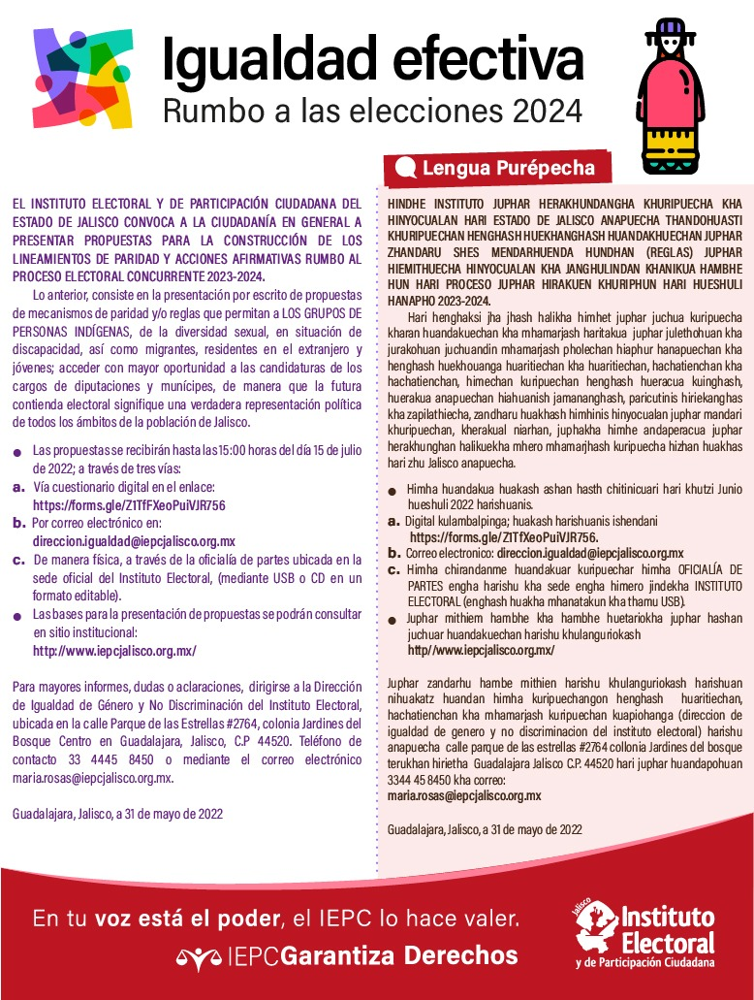 Igualdad efectiva
Rumbo a las elecciones 2024
Lengua Purépecha
EL INSTITUTO ELECTORAL Y DE PARTICIPACIÓN CIUDADANA DEL
ESTADO DE JALISCO CONVOCA A LA CIUDADANÍA EN GENERAL A
PRESENTAR PROPUESTAS PARA LA CONSTRUCCIÓN DE LOS
LINEAMIENTOS DE PARIDAD Y ACCIONES AFIRMATIVAS RUMBO AL
PROCESO ELECTORAL CONCURRENTE 2023-2024.
Lo anterior, consiste en la presentación por escrito de propuestas
de mecanismos de paridad y/o reglas que permitan a LOS GRUPOS DE
PERSONAS INDÍGENAS, de la diversidad sexual, en situación de
discapacidad, así como migrantes, residentes en el extranjero y
jóvenes; acceder con mayor oportunidad a las candidaturas de los
cargos de diputaciones y munícipes, de manera que la futura
contienda electoral signifique una verdadera representación política
de todos los ámbitos de la población de Jalisco.
● Las propuestas se recibirán hasta las 15:00 horas del día 15 de julio
de 2022; a través de tres vías:
a. Vía cuestionario digital en el enlace:
https://forms.gle/Z1TfFXeoPuiVJR756
b. Por correo electrónico en:
direccion.igualdad@iepcjalisco.org.mx
c. De manera física, a través de la oficialía de partes ubicada en la
sede oficial del Instituto Electoral, (mediante USB o CD en un
formato editable).
● Las bases para la presentación de propuestas se podrán consultar
en sitio institucional:
http://www.iepcjalisco.org.mx/
Para mayores informes, dudas o aclaraciones, dirigirse a la Dirección
de Igualdad de Género y No Discriminación del Instituto Electoral,
ubicada en la calle Parque de las Estrellas #2764, colonia Jardines del
Bosque Centro en Guadalajara, Jalisco, C.P 44520. Teléfono de
contacto 33 4445 8450 o mediante el correo electrónico
maria.rosas@iepcjalisco.org.mx.
Guadalajara, Jalisco, a 31 de mayo de 2022
HINDHE INSTITUTO JUPHAR HERAKHUNDANGHA KHURIPUECHA KHA
HINYOCUALAN HARI ESTADO DE JALISCO ANAPUECHA THANDOHUASTI
KHURIPUECHAN HENGHASH HUEKHANGHASH HUANDAKHUECHAN JUPHAR
ZHANDARU SHES MENDARHUENDA HUNDHAN (REGLAS) JUPHAR
HIEMITHUECHA HINYOCUALAN KHA JANGHULINDAN KHANIKUA HAMBHE
HUN HARI PROCESO JUPHAR HIRAKUEN KHURIPHUN HARI HUESHULI
HANAPHO 2023-2024.
Hari henghaksi jha jhash halikha himhet juphar juchua kuripuecha
kharan huandakuechan kha mhamarjash haritakua juphar julethohuan kha
jurakohuan juchuandin mhamarjash pholechan hiaphur hanapuechan kha
henghash huekhouanga huaritiechan kha huaritiechan, hachatienchan kha
hachatienchan, himechan kuripuechan henghash hueracua kuinghash,
huerakua anapuechan hiahuanish jamananghash, paricutinis hiriekanghas
kha zapilathiecha, zandharu huakhash himhinis hinyocualan juphar mandari
khuripuechan, kherakual niarhan, juphakha himhe andaperacua juphar
herakhunghan halikuekha mhero mhamarjhash kuripuecha hizhan huakhas
hari zhu Jalisco anapuecha.
● Himha huandakua huakash ashan hasth chitinicuari hari khutzi Junio
hueshuli 2022 harishuanis.
a. Digital kulambalpinga; huakash harishuanis ishendani
https://forms.gle/Z1TfXeoPuiVJR756.
b. Correo electronico: direccion.igualdad@iepcjalisco.org.mx
c. Himha chirandanme huandakuar kuripuechar himha OFICIALÍA DE
PARTES engha harishu kha sede engha himero jindekha INSTITUTO
ELECTORAL (enghash huakha mhanatakun kha thamu USB).
● Juphar mithiem hambhe kha hambhe huetariokha juphar hashan
juchuar huandakuechan harishu khulanguriokash
http//www.iepcjalisco.org.mx/
Juphar zandarhu hambe mithien harishu khulanguriokash harishuan
nihuakatz huandan himha kuripuechangon henghash huaritiechan,
hachatienchan kha mhamarjash kuripuechan kuapiohanga (direccion de
igualdad de genero y no discriminacion del instituto electoral) harishu
anapuecha calle parque de las estrellas #2764 collonia Jardines del bosque
terukhan hirietha Guadalajara Jalisco C.P. 44520 hari juphar huandapohuan
3344 45 8450 kha correo:
maria.rosas@iepcjalisco.org.mx
Guadalajara, Jalisco, a 31 de mayo de 2022
En tu voz está el poder, el IEPC lo hace valer.
IEPCGarantiza Derechos
Jalisco
Instituto
Electoral
y de Participación Ciudadana